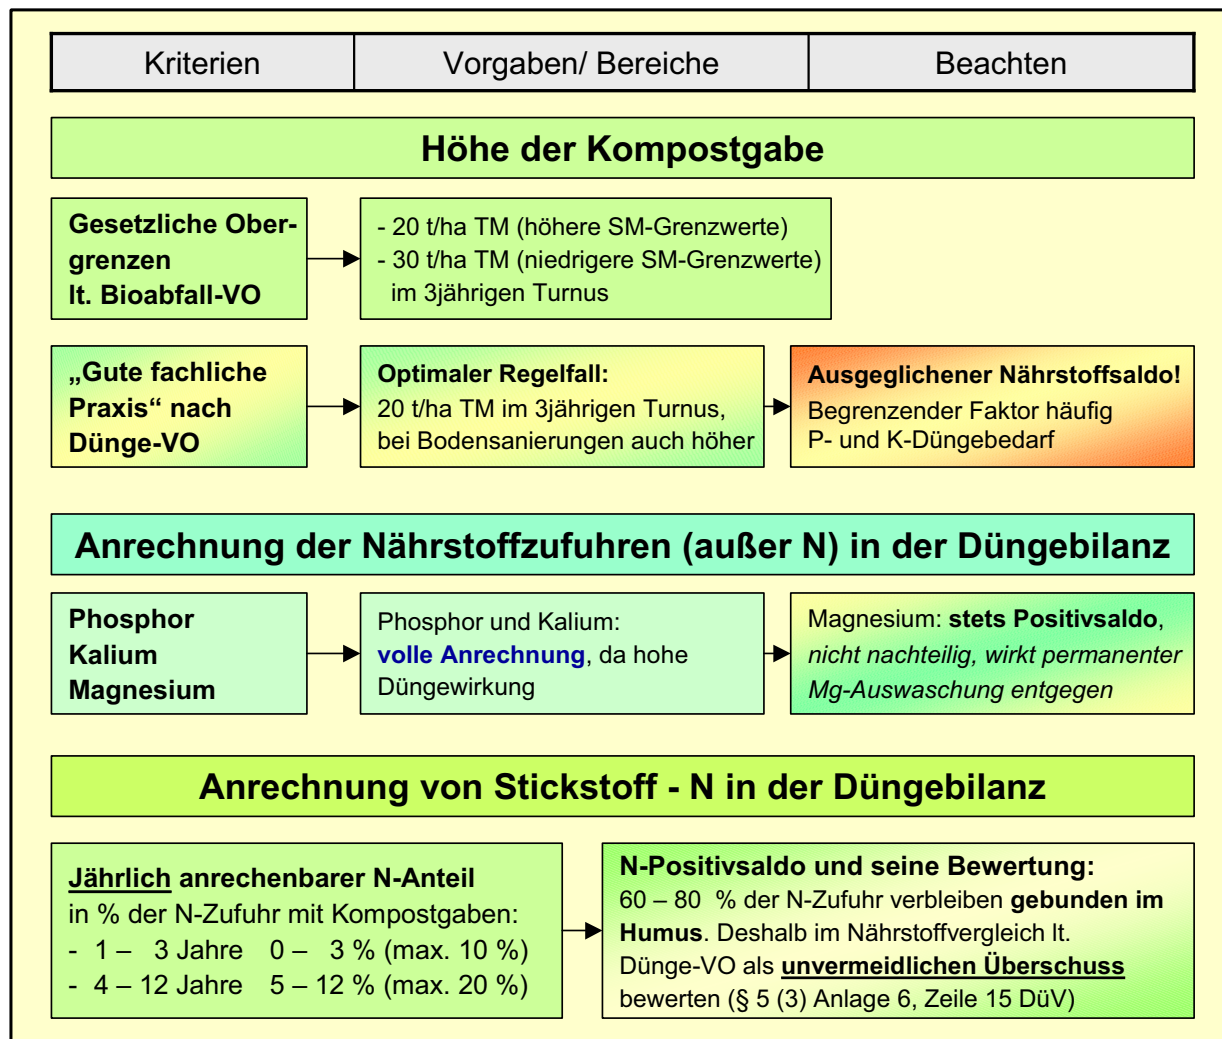 Kriterien
Vorgaben/ Bereiche
Beachten
Höhe der Kompostgabe
Gesetzliche Ober-
grenzen
lt. Bioabfall-VO
- 20 t/ha TM (höhere SM-Grenzwerte)
- 30 t/ha TM (niedrigere SM-Grenzwerte)
im 3jährigen Turnus
„Gute fachliche
Praxis“ nach
Dünge-VO
Optimaler Regelfall:
20 t/ha TM im 3jährigen Turnus,
bei Bodensanierungen auch höher
Ausgeglichener Nährstoffsaldo!
Begrenzender Faktor häufig
P- und K-Düngebedarf
Anrechnung der Nährstoffzufuhren (außer N) in der Düngebilanz
Phosphor
Kalium
Magnesium
Phosphor und Kalium:
volle Anrechnung, da hohe
Düngewirkung
Magnesium: stets Positivsaldo,
nicht nachteilig, wirkt permanenter
Mg-Auswaschung entgegen
Anrechnung von Stickstoff - N in der Düngebilanz
Jährlich anrechenbarer N-Anteil
in % der N-Zufuhr mit Kompostgaben:
- 1 – 3 Jahre 0 – 3 % (max. 10 %)
- 4 – 12 Jahre 5 – 12 % (max. 20 %)
N-Positivsaldo und seine Bewertung:
60 – 80 % der N-Zufuhr verbleiben gebunden im
Humus. Deshalb im Nährstoffvergleich lt.
Dünge-VO als unvermeidlichen Überschuss
bewerten (§ 5 (3) Anlage 6, Zeile 15 DüV)